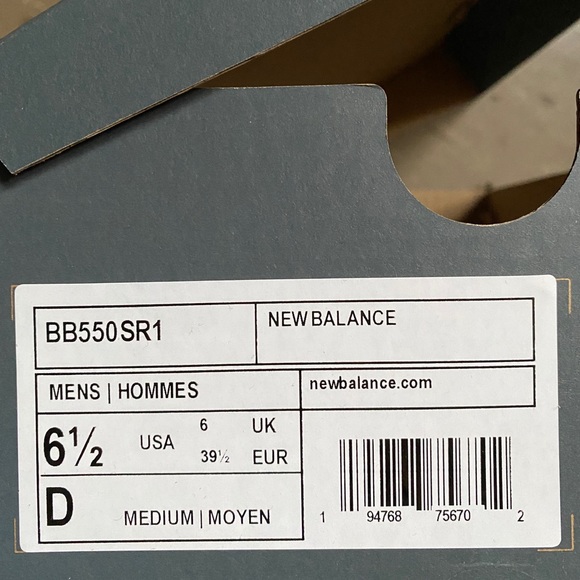 BB550SR1
NEW BALANCE
MENS | HOMMES
newbalance.com
6½ USA 6 UK
39½ EUR
D MEDIUM | MOYEN
1 94768 75670 2